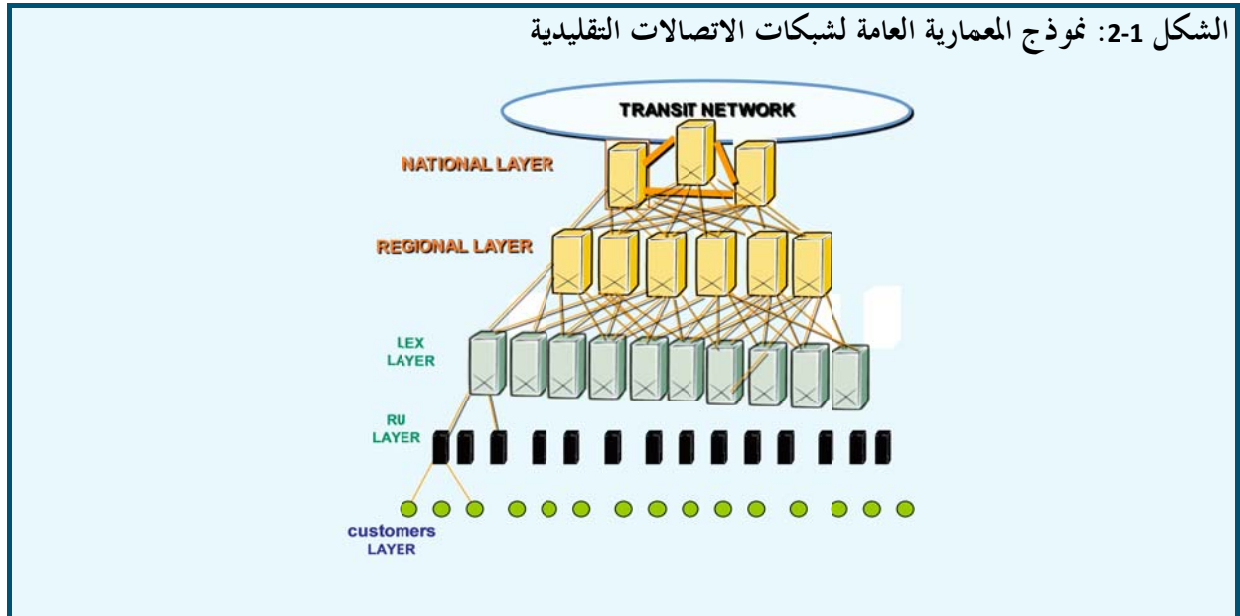 الشكل 1-2: نموذج المعمارية العامة لشبكات الاتصالات التقليدية
TRANSIT NETWORK
NATIONAL LAYER
REGIONAL LAYER
LEX
LAYER
RU
LAYER
customers
LAYER